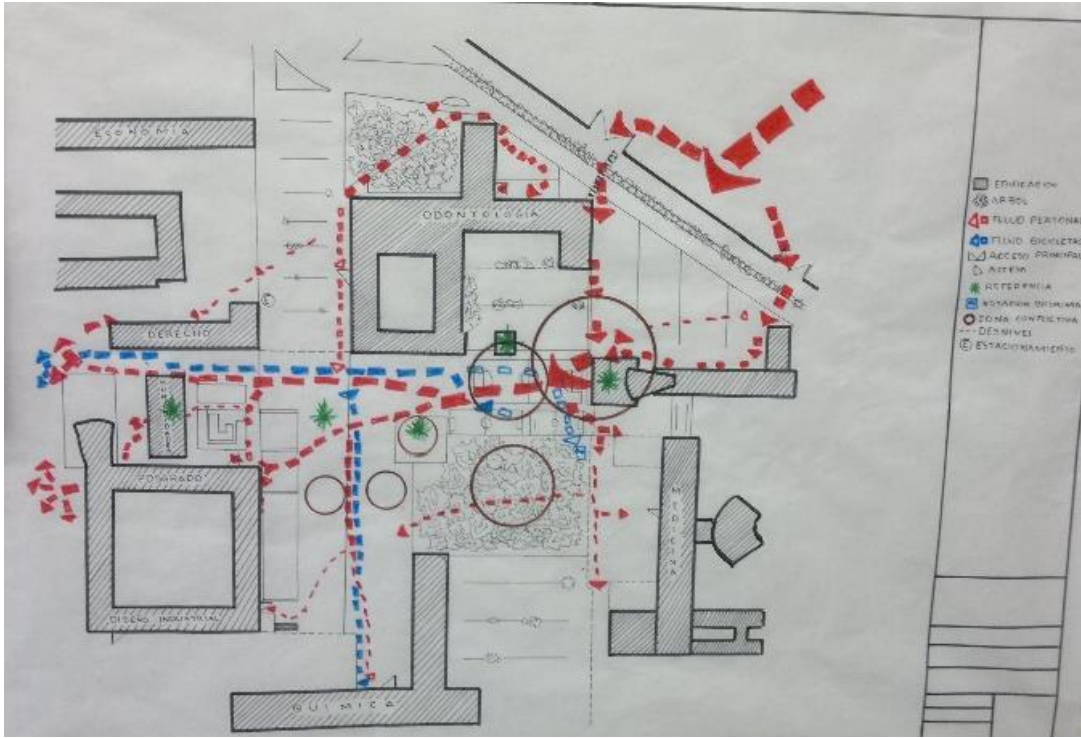 ECONOMIA
ODONTOLOGIA
DERECHO
E
POSGRADO
DISEÑO INDUSTRIAL
MEDICINA
QUIMICA
EDIFICACION
ARBOL
FLUJO PERSONAS
FLUJO BICICLETAS
ACCESO PRINCIPAL
ACCESO
REFERENCIA
ZONA CONFLICTIVA
DESNIVEL
E ESTACIONAMIENTO